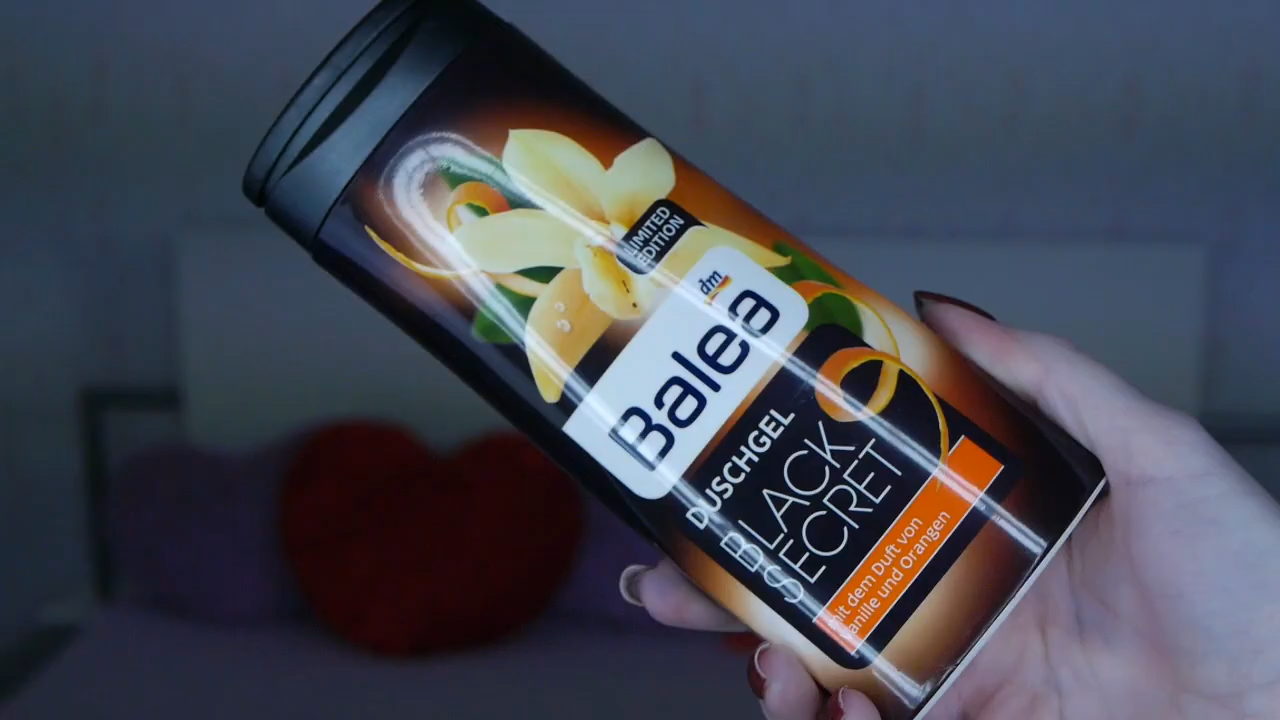 LIMITED
EDITION
dm
Balea
DUSCHGEL
BLACK
SECRET
mit dem Duft von
Vanille und Orangen